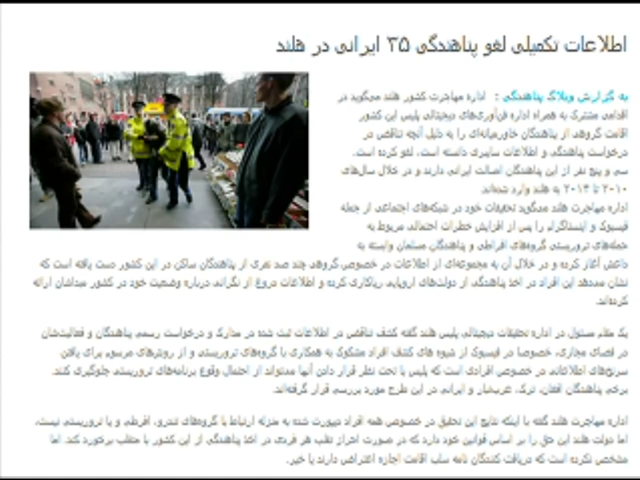 اطلاعات تکمیلی لغو پناهندگی ۳۵ ایرانی در هلند
به گزارش وبلاگ پناهندگی : اداره مهاجرت کشور هلند میگوید در
اقدامی مشترک به همراه اداره فن‌آوری‌های دیجیتالی پلیس این کشور
اقامت گروهی از پناهندگان خاورمیانه‌ای را به دلیل آنچه تناقض در
درخواست پناهندگی و اطلاعات سایبری دانسته است، لغو کرده است.
سی و پنج نفر از این پناهندگان اصالت ایرانی دارند و در خلال سال‌های
۲۰۱۰ تا ۲۰۱۴ به هلند وارد شده‌اند
اداره مهاجرت هلند میگوید تحقیقات خود در شبکه‌های اجتماعی از جمله
فیسبوک و اینستاگرام را پس از افزایش خطرات احتمالی مربوط به
حمله‌های تروریستی گروه‌های افراطی و پناهندگان مسلمان وابسته به
داعش آغاز کرده و در خلال آن به مجموعه‌ای از اطلاعات در خصوص گروهی چند صد نفری از پناهندگان ساکن در این کشور دست یافته است که
نشان میدهد این افراد در اخذ پناهندگی از دولت‌های اروپایی ریاکاری کرده و اطلاعات دروغ از نگرانی درباره وضعیت خود در کشور مبداشان ارائه
کرده‌اند.
یک مقام مسئول در اداره تحقیقات دیجیتالی پلیس هلند گفته کشف تناقض در اطلاعات ثبت شده در مدارک و درخواست رسمی پناهندگان و فعالیتشان
در فضای مجازی، خصوصا در فیسبوک از شیوه های کشف افراد مشکوک به همکاری با گروه‌های تروریستی و از روش‌های مرسوم برای یافتن
سرنخ‌های اطلاعاتی در خصوص افرادی است که پلیس با تحت نظر قرار دادن آنها میتواند از احتمال وقوع برنامه‌های تروریستی جلوگیری کند.
برخی پناهندگان افغان، ترک، عرب‌تبار و ایرانی در این طرح مورد بررسی قرار گرفته‌اند.
اداره مهاجرت هلند گفته با اینکه نتایج این تحقیق در خصوص همه افراد دیپورت شده به منزله ارتباط با گروه‌های تندرو، افرطی و یا تروریستی نیست،
اما دولت هلند این حق را بر اساس قوانین خود دارد که در صورت احراز تقلب هر فردی در اخذ پناهندگی از این کشور با متقلب برخورد کند. اما
مشخص نکرده است که دریافت کنندگان نامه سلب اقامت اجازه اعتراض دارند یا خیر.